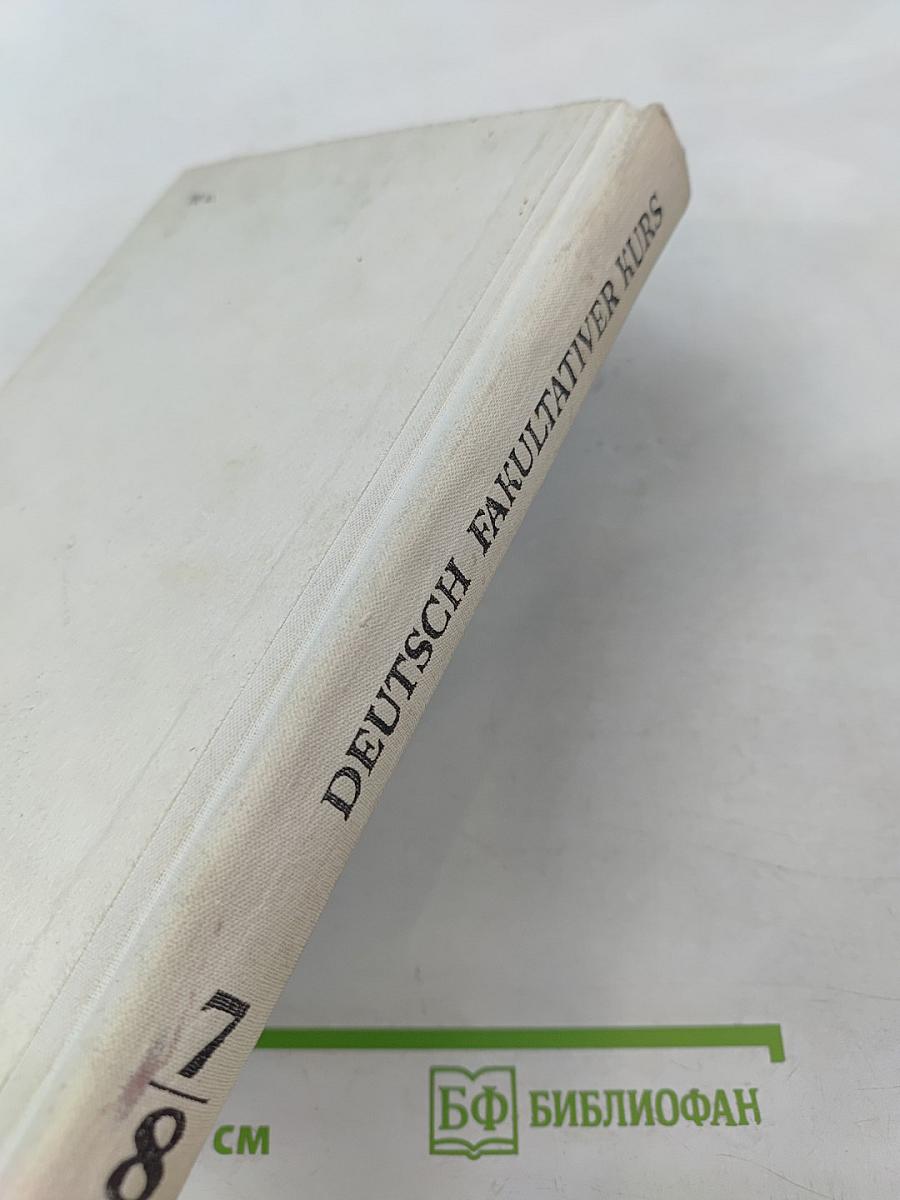 DEUTSCH FAKULTATIVER KURS
7/8
см
БФ БИБЛИОФАН